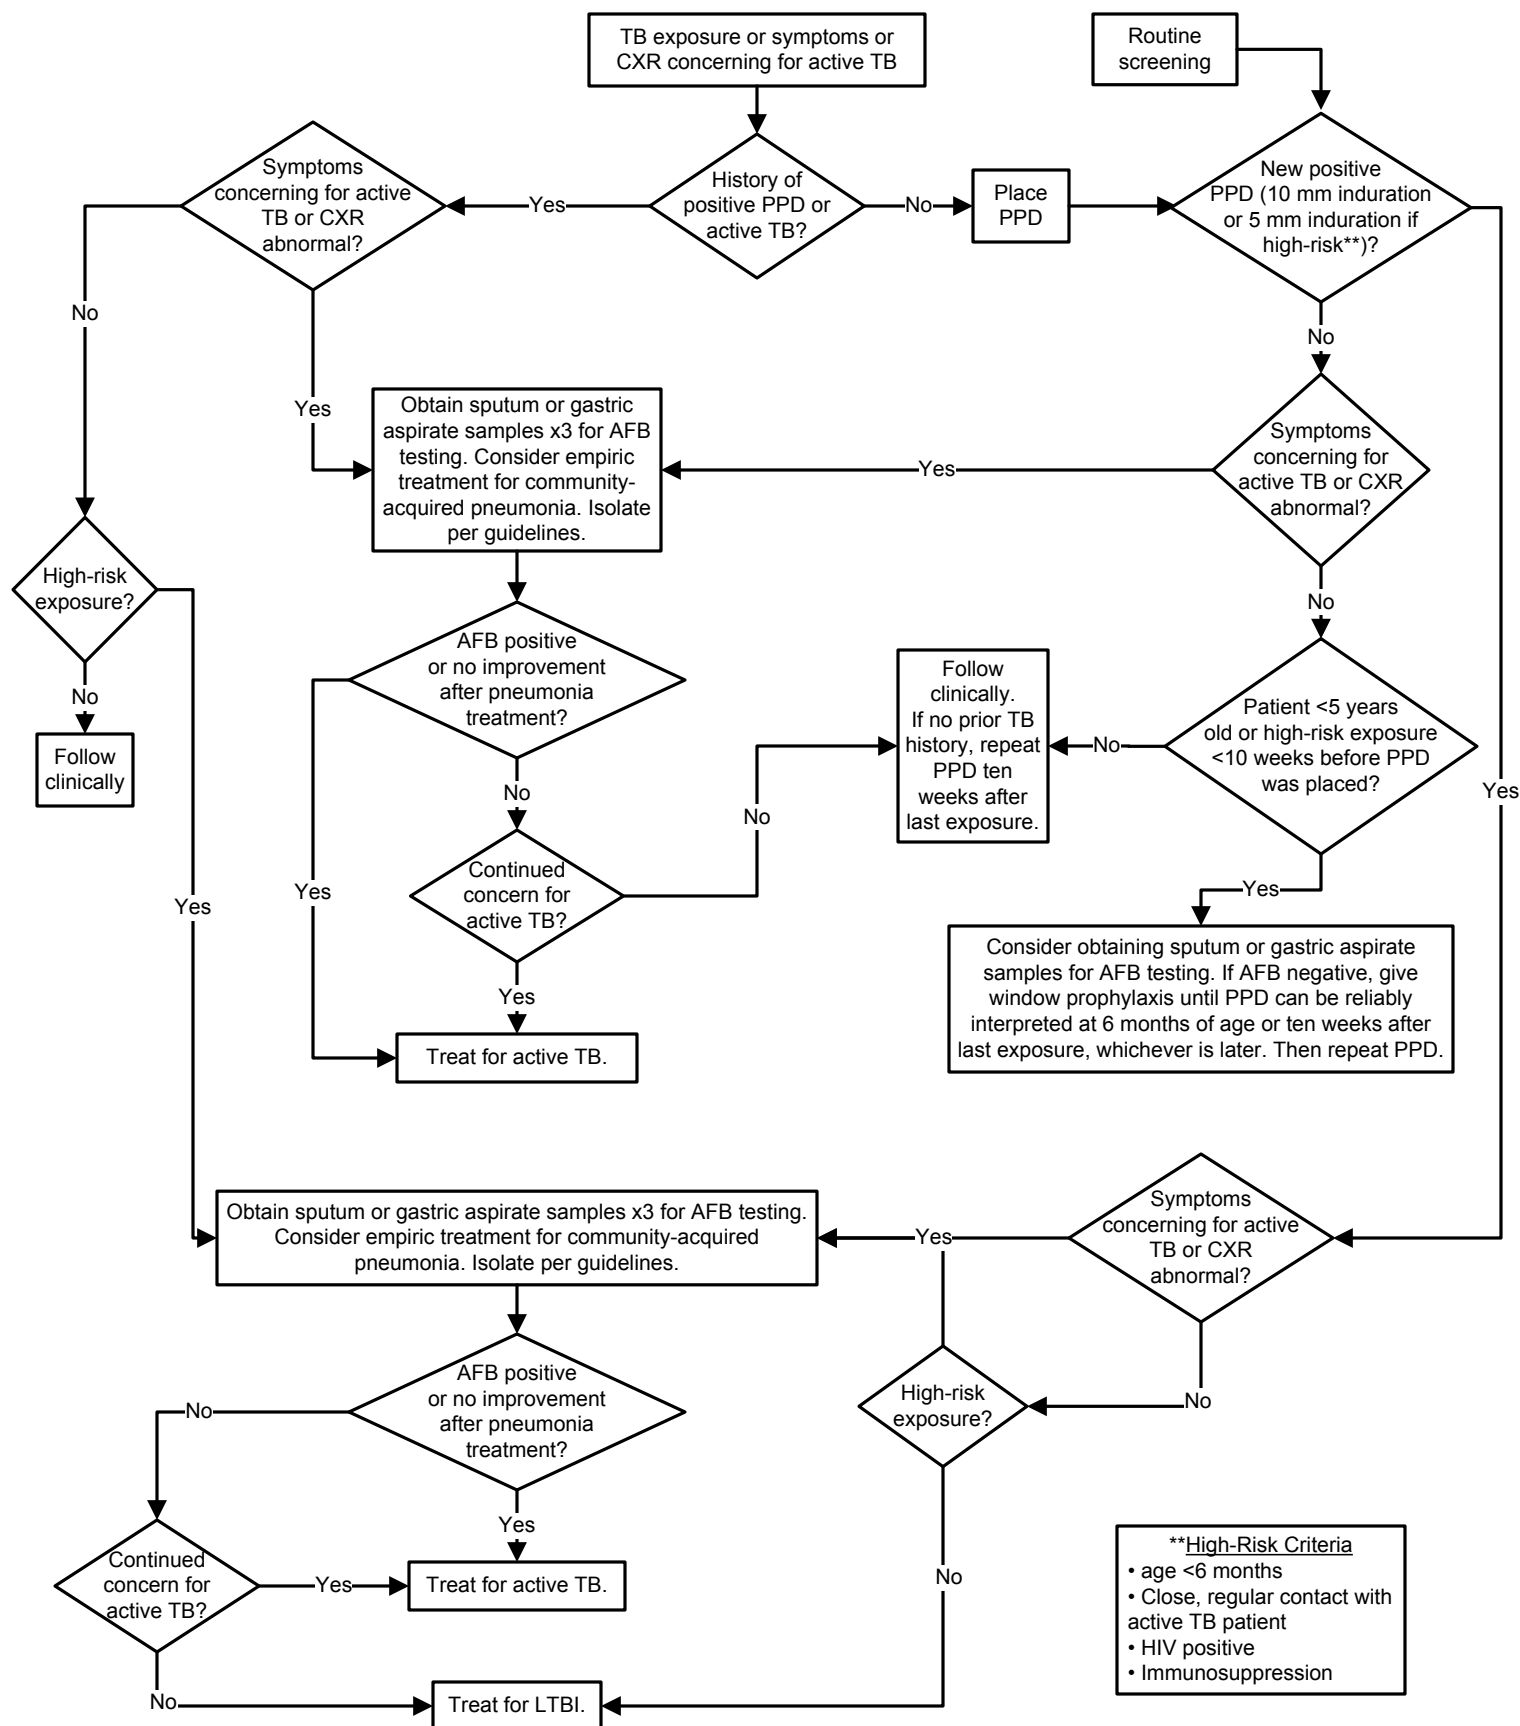 TB exposure or symptoms or
CXR concerning for active TB
Routine
screening
Symptoms
concerning for active
TB or CXR
abnormal?
Yes
History of
positive PPD or
active TB?
No
Place
PPD
New positive
PPD (10 mm induration
or 5 mm induration if
high-risk**)?
No
No
Yes
Obtain sputum or gastric
aspirate samples x3 for AFB
testing. Consider empiric
treatment for community-
acquired pneumonia. Isolate
per guidelines.
Yes
Symptoms
concerning for
active TB or CXR
abnormal?
High-risk
exposure?
No
No
Follow
clinically
AFB positive
or no improvement
after pneumonia
treatment?
Follow
clinically.
If no prior TB
history, repeat
PPD ten
weeks after
last exposure.
No
Patient <5 years
old or high-risk exposure
<10 weeks before PPD
was placed?
Yes
No
No
Continued
concern for
active TB?
Yes
Yes
Yes
Yes
Treat for active TB.
Consider obtaining sputum or gastric aspirate
samples for AFB testing. If AFB negative, give
window prophylaxis until PPD can be reliably
interpreted at 6 months of age or ten weeks after
last exposure, whichever is later. Then repeat PPD.
Obtain sputum or gastric aspirate samples x3 for AFB testing.
Consider empiric treatment for community-acquired
pneumonia. Isolate per guidelines.
Yes
Symptoms
concerning for active
TB or CXR
abnormal?
No
AFB positive
or no improvement
after pneumonia
treatment?
No
High-risk
exposure?
Yes
No
Continued
concern for
active TB?
Yes
Treat for active TB.
No
Treat for LTBI.
**High-Risk Criteria
• age <6 months
• Close, regular contact with
active TB patient
• HIV positive
• Immunosuppression